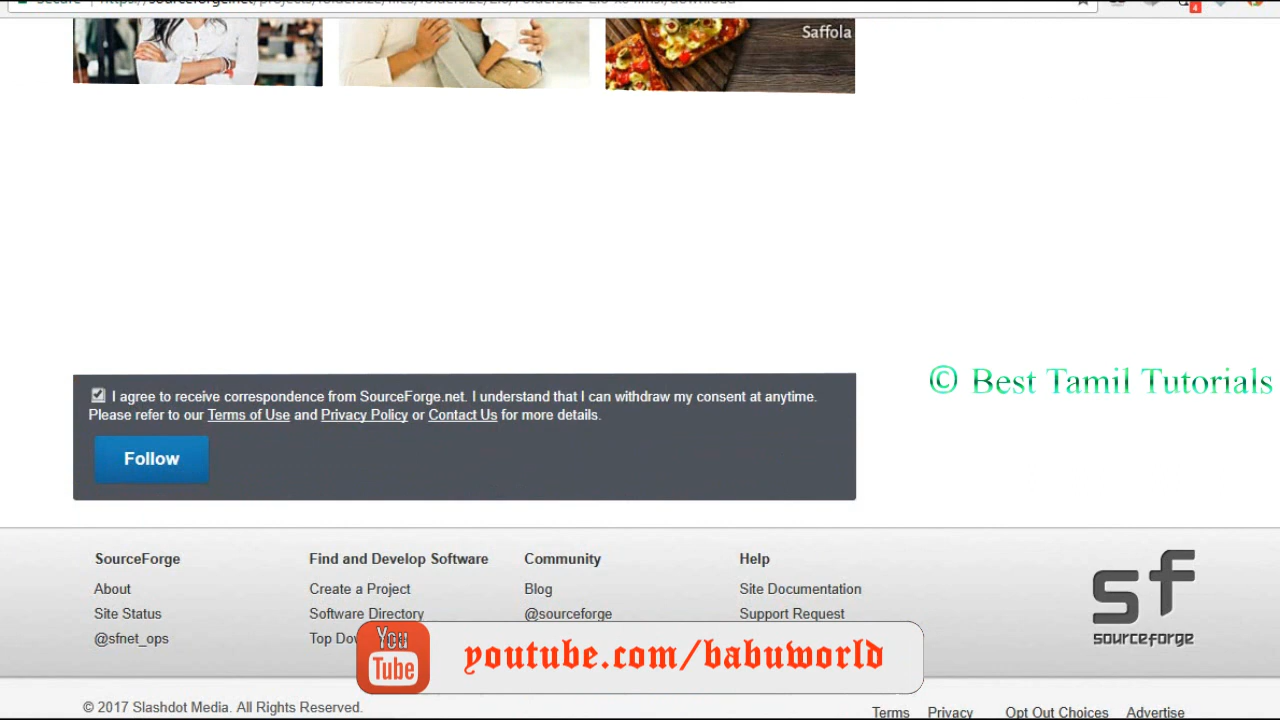 Saffola
I agree to receive correspondence from SourceForge.net. I understand that I can withdraw my consent at anytime.
Please refer to our Terms of Use and Privacy Policy or Contact Us for more details.
Follow
© Best Tamil Tutorials
SourceForge
About
Site Status
@sfnet_ops
Find and Develop Software
Create a Project
Software Directory
Community
Blog
@sourceforge
Help
Site Documentation
Support Request
sf
sourceforge
You
Tube
youtube.com/babuworld
© 2017 Slashdot Media. All Rights Reserved.
Terms
Privacy
Opt Out Choices
Advertise